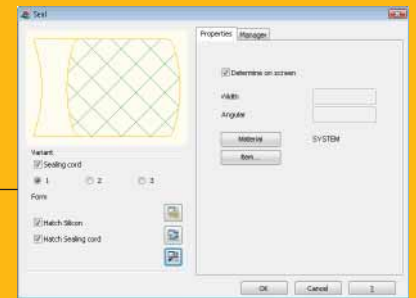 Seal
Properties Manager
Determine on screen
Width
Angular
Material SYSTEM
Item...
Variant
Sealing cord
1 2 3
Form
Hatch Silicon
Hatch Sealing cord
OK Cancel ?